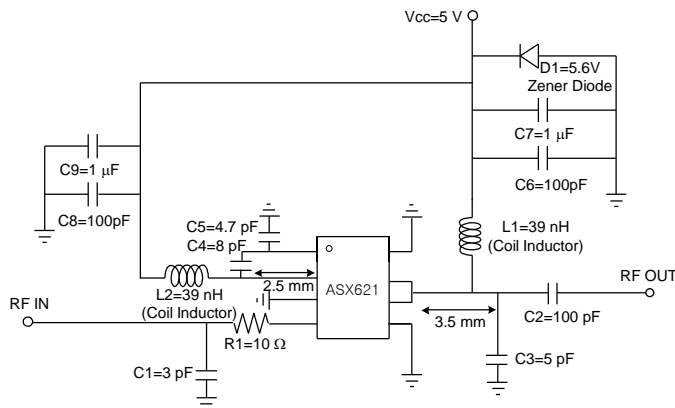 Vcc=5 V
D1=5.6V
Zener Diode
C7=1 μF
C6=100pF
C9=1 μF
C8=100pF
C5=4.7 pF
C4=8 pF
L1=39 nH
(Coil Inductor)
2.5 mm
ASX621
RF OUT
L2=39 nH
(Coil Inductor)
RF IN
3.5 mm
C2=100 pF
R1=10 Ω
C1=3 pF
C3=5 pF